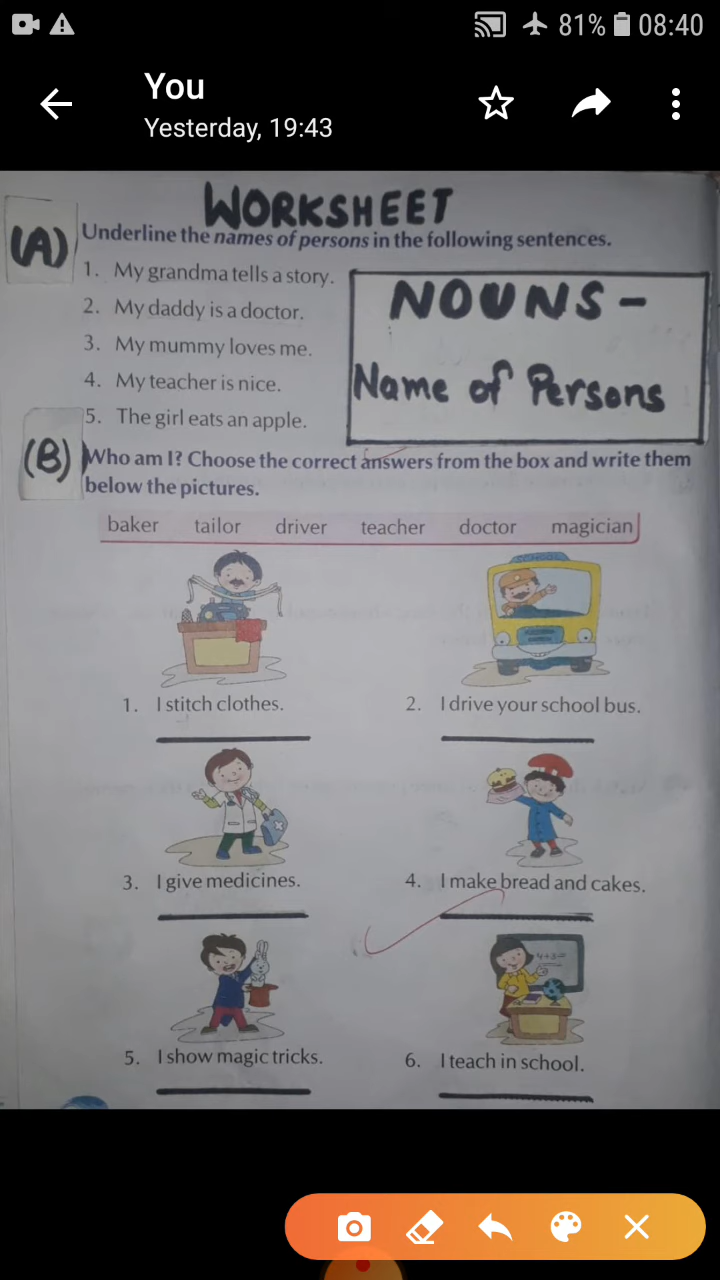 81% 08:40
You
Yesterday, 19:43
WORKSHEET
(A) Underline the names of persons in the following sentences.
1. My grandma tells a story.
2. My daddy is a doctor.
3. My mummy loves me.
4. My teacher is nice.
5. The girl eats an apple.
NOUNS -
Name of Persons
(B) Who am I? Choose the correct answers from the box and write them
below the pictures.
baker tailor driver teacher doctor magician
SCHOOL
1. I stitch clothes.
2. I drive your school bus.
3. I give medicines.
4. I make bread and cakes.
4+3=
5. I show magic tricks.
6. I teach in school.